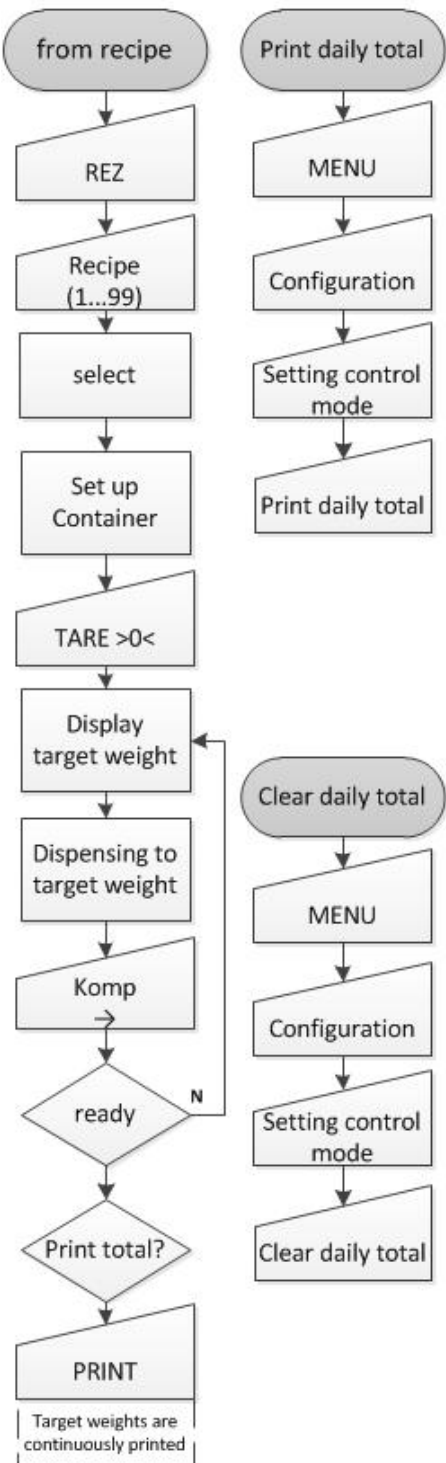 from recipe
REZ
Recipe
(1...99)
select
Set up
Container
TARE >0<
Display
target weight
Dispensing to
target weight
Komp
→
ready
N
Print total?
PRINT
Target weights are
continuously printed
Print daily total
MENU
Configuration
Setting control
mode
Print daily total
Clear daily total
MENU
Configuration
Setting control
mode
Clear daily total